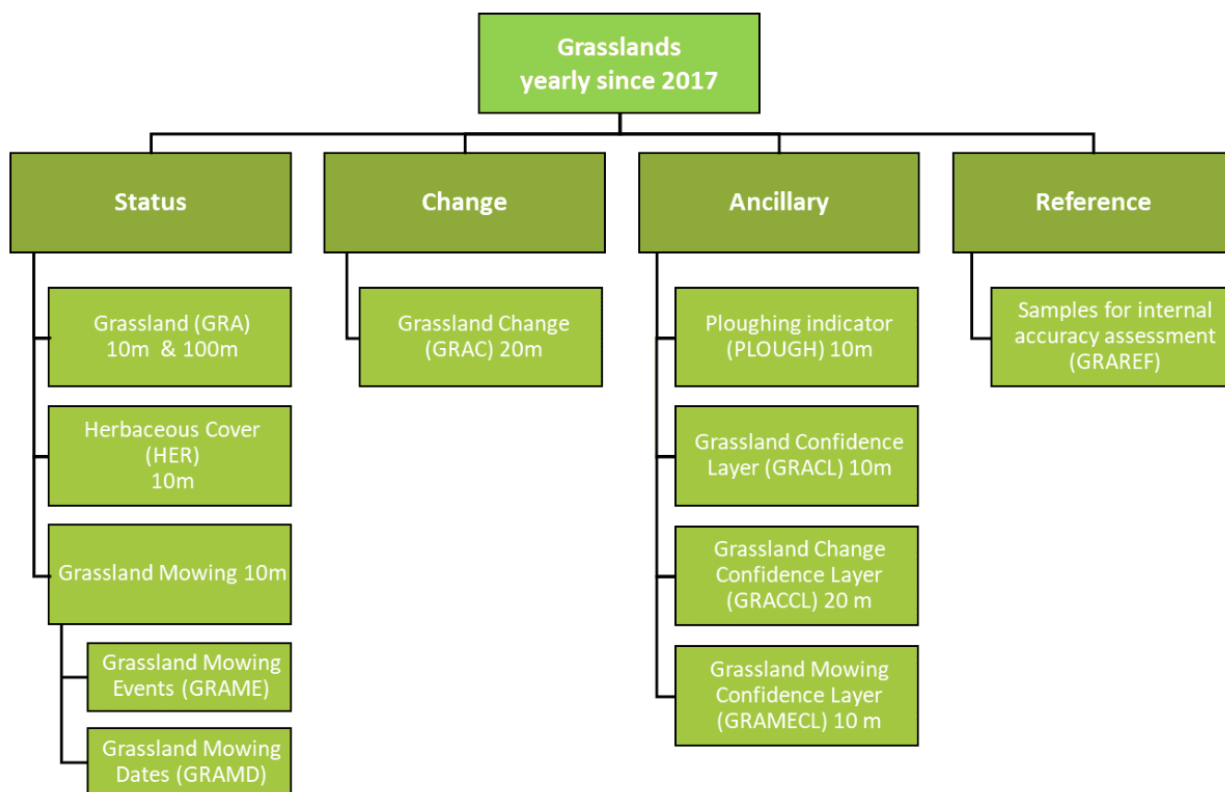 Grasslands
yearly since 2017
Status
Change
Ancillary
Reference
Grassland (GRA)
10m & 100m
Herbaceous Cover
(HER)
10m
Grassland Mowing 10m
Grassland Mowing
Events (GRAME)
Grassland Mowing
Dates (GRAMD)
Grassland Change
(GRAC) 20m
Ploughing indicator
(PLOUGH) 10m
Grassland Confidence
Layer (GRACL) 10m
Grassland Change
Confidence Layer
(GRACCL) 20 m
Grassland Mowing
Confidence Layer
(GRAMECL) 10 m
Samples for internal
accuracy assessment
(GRAREF)